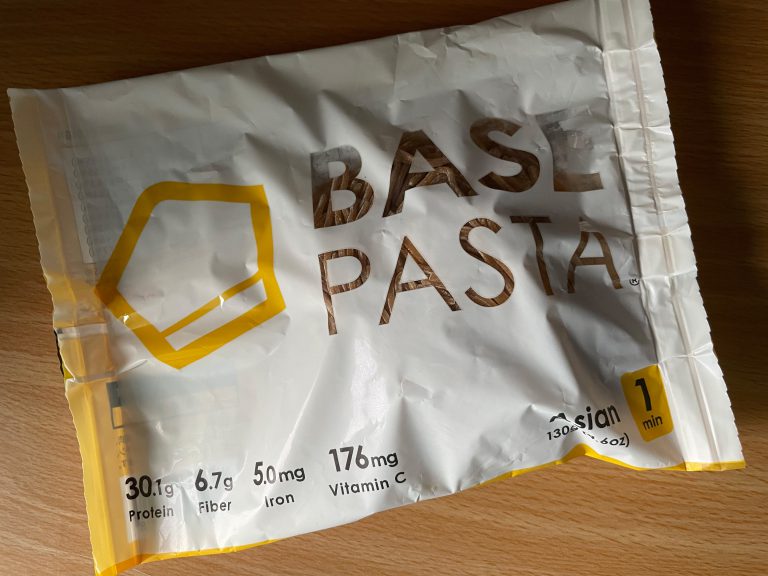 BASE
PASTA
®
30.1g
Protein
6.7g
Fiber
5.0mg
Iron
176mg
Vitamin C
Asian
1
min